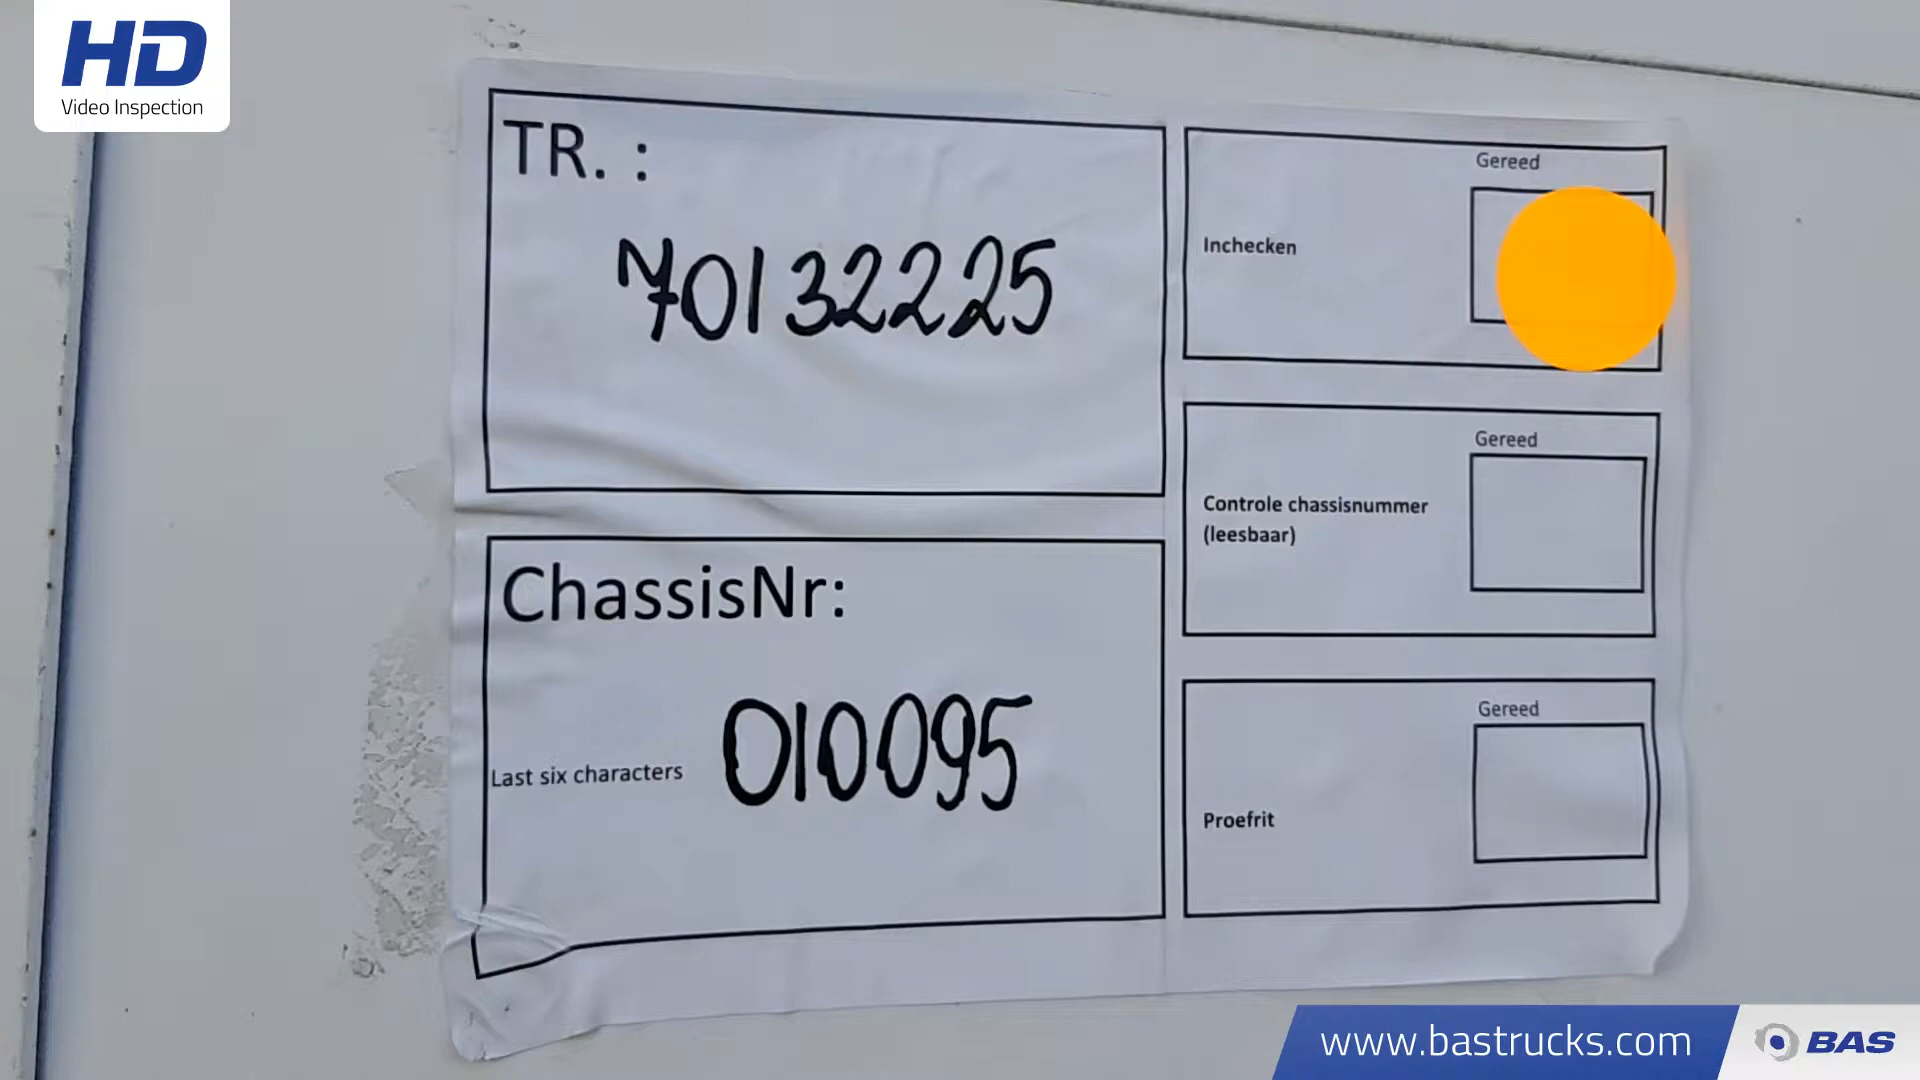 HD
Video Inspection
TR. :
70132225
ChassisNr:
Last six characters 010095
Gereed
Inchecken
Gereed
Controle chassisnummer
(leesbaar)
Gereed
Proefrit
www.bastrucks.com
BAS